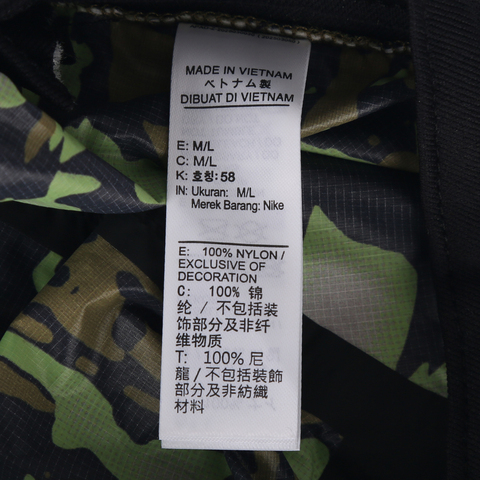 MADE IN VIETNAM
ベトナム製
DIBUAT DI VIETNAM
E: M/L
C: M/L
K: 호칭: 58
IN: Ukuran: M/L
Merek Barang: Nike
E: 100% NYLON /
EXCLUSIVE OF
DECORATION
C: 100% 锦
纶 / 不包括装
饰部分及非纤
维物质
T: 100% 尼
龍 / 不包括裝飾
部分及非紡織
材料